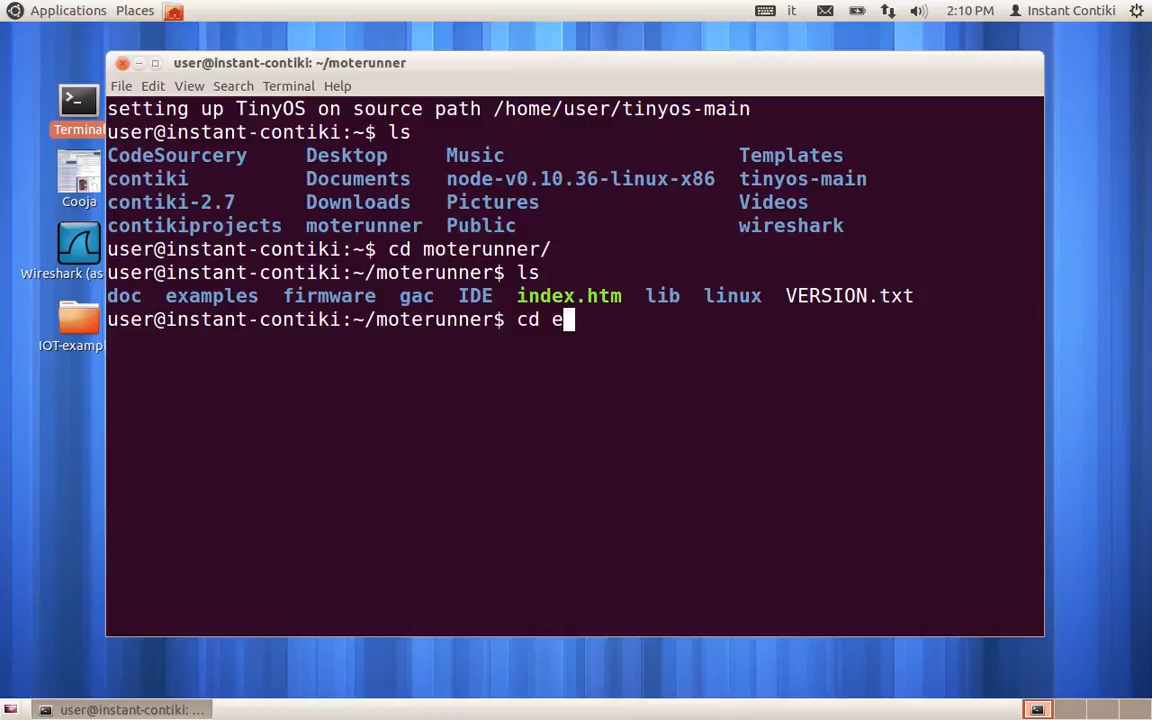 Applications Places it 2:10 PM Instant Contiki
user@instant-contiki: ~/moterunner
File Edit View Search Terminal Help
setting up TinyOS on source path /home/user/tinyos-main
user@instant-contiki:~$ ls
CodeSourcery Desktop Music Templates
contiki Documents node-v0.10.36-linux-x86 tinyos-main
contiki-2.7 Downloads Pictures Videos
contikiprojects moterunner Public wireshark
user@instant-contiki:~$ cd moterunner/
user@instant-contiki:~/moterunner$ ls
doc examples firmware gac IDE index.htm lib linux VERSION.txt
user@instant-contiki:~/moterunner$ cd e
Terminal
Cooja
Wireshark (as
IOT-examp
user@instant-contiki: ...